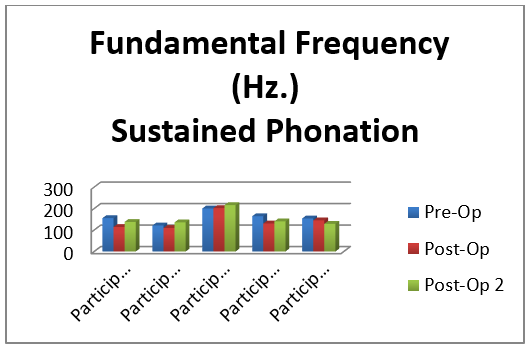 Fundamental Frequency
(Hz.)
Sustained Phonation
300
200
100
0
Particip...
Particip...
Particip...
Particip...
Particip...
Pre-Op
Post-Op
Post-Op 2